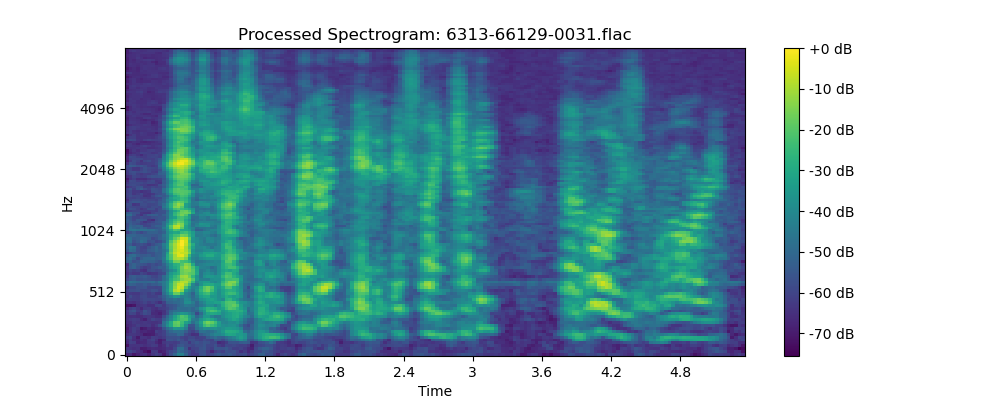 Processed Spectrogram: 6313-66129-0031.flac
Hz
4096
2048
1024
512
0
0 0.6 1.2 1.8 2.4 3 3.6 4.2 4.8
Time
+0 dB
-10 dB
-20 dB
-30 dB
-40 dB
-50 dB
-60 dB
-70 dB